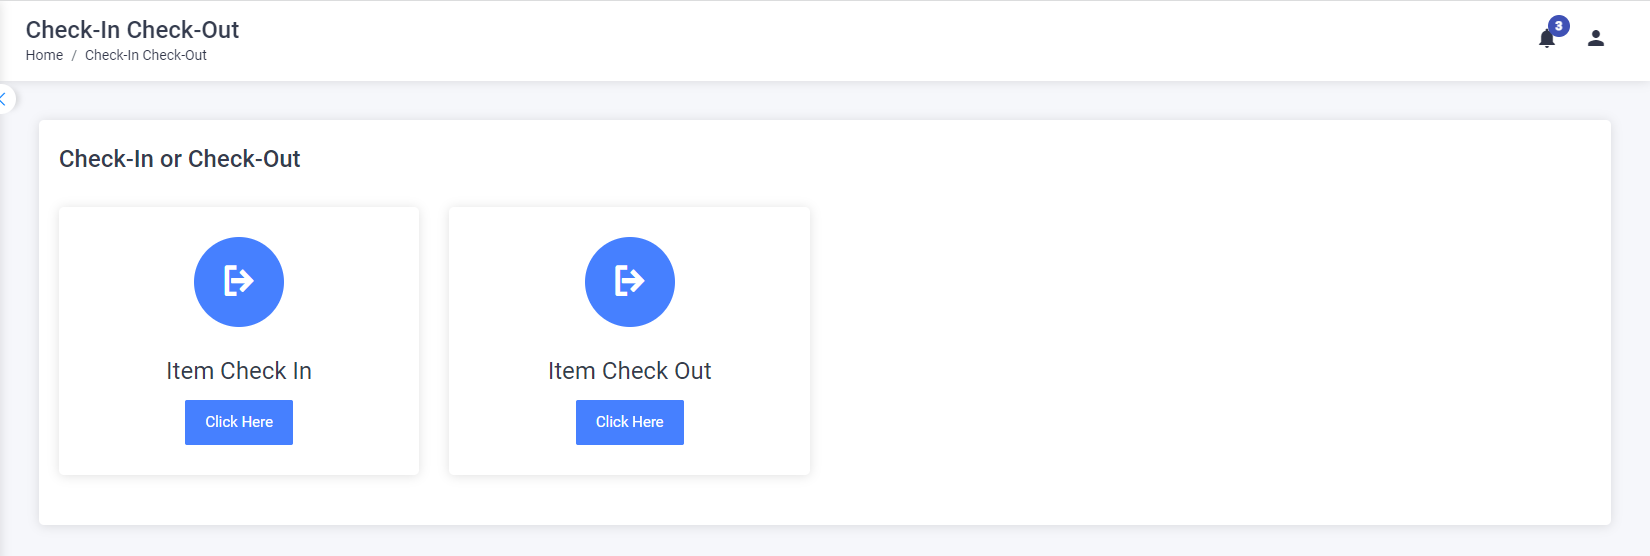 Check-In Check-Out
3
Home / Check-In Check-Out
Check-In or Check-Out
Item Check In
Click Here
Item Check Out
Click Here